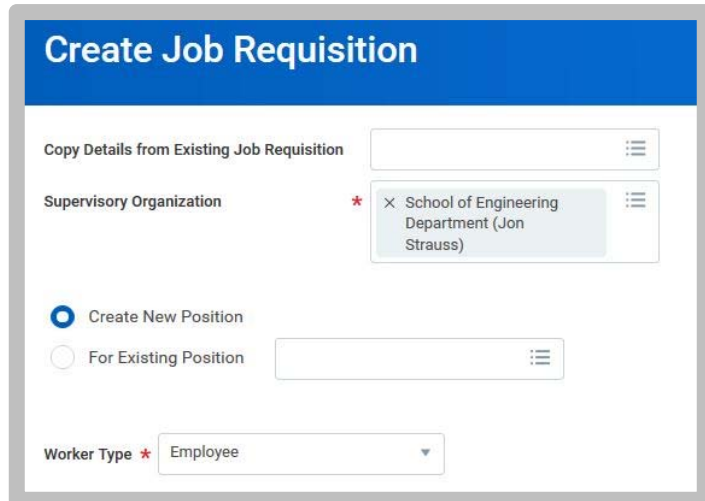 Create Job Requisition
Copy Details from Existing Job Requisition
Supervisory Organization *
× School of Engineering
Department (Jon
Strauss)
Create New Position
For Existing Position
Worker Type * Employee